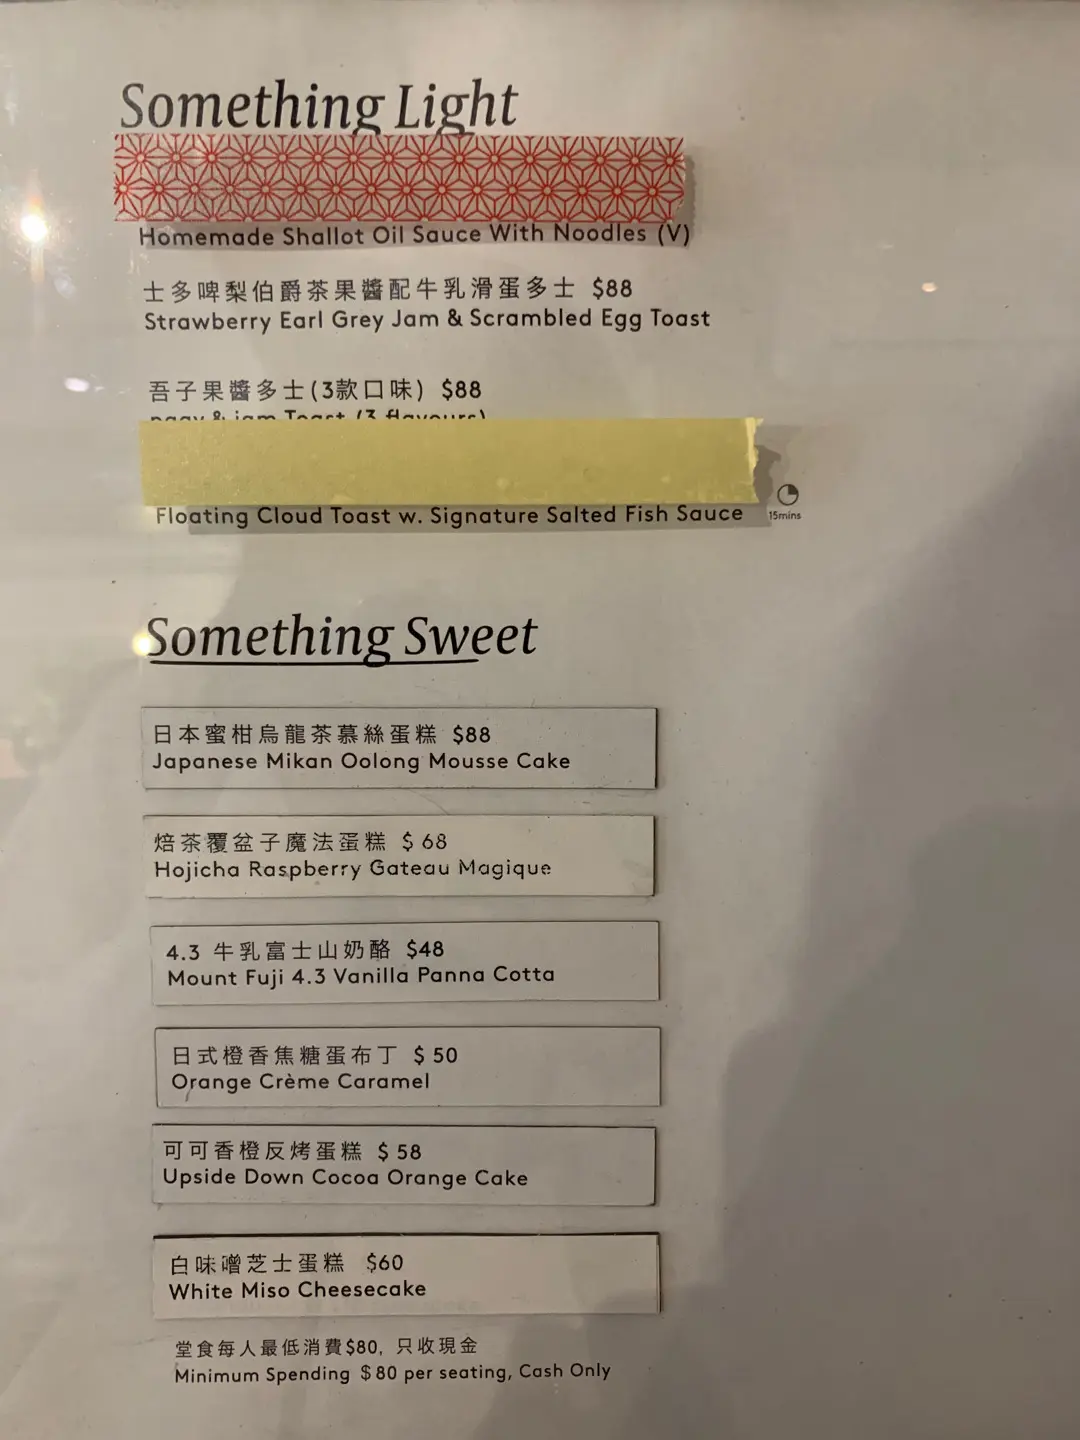 Something Light
Homemade Shallot Oil Sauce With Noodles (V)
士多啤梨伯爵茶果醬配牛乳滑蛋多士 $88
Strawberry Earl Grey Jam & Scrambled Egg Toast
吾子果醬多士(3款口味) $88
& jam Toast (3 flavours)
Floating Cloud Toast w. Signature Salted Fish Sauce
15mins
Something Sweet
日本蜜柑烏龍茶慕絲蛋糕 $88
Japanese Mikan Oolong Mousse Cake
焙茶覆盆子魔法蛋糕 $ 68
Hojicha Raspberry Gateau Magique
4.3 牛乳富士山奶酪 $48
Mount Fuji 4.3 Vanilla Panna Cotta
日式橙香焦糖蛋布丁 $ 50
Orange Crème Caramel
可可香橙反烤蛋糕 $ 58
Upside Down Cocoa Orange Cake
白味噌芝士蛋糕 $60
White Miso Cheesecake
堂食每人最低消費$80, 只收現金
Minimum Spending $80 per seating, Cash Only